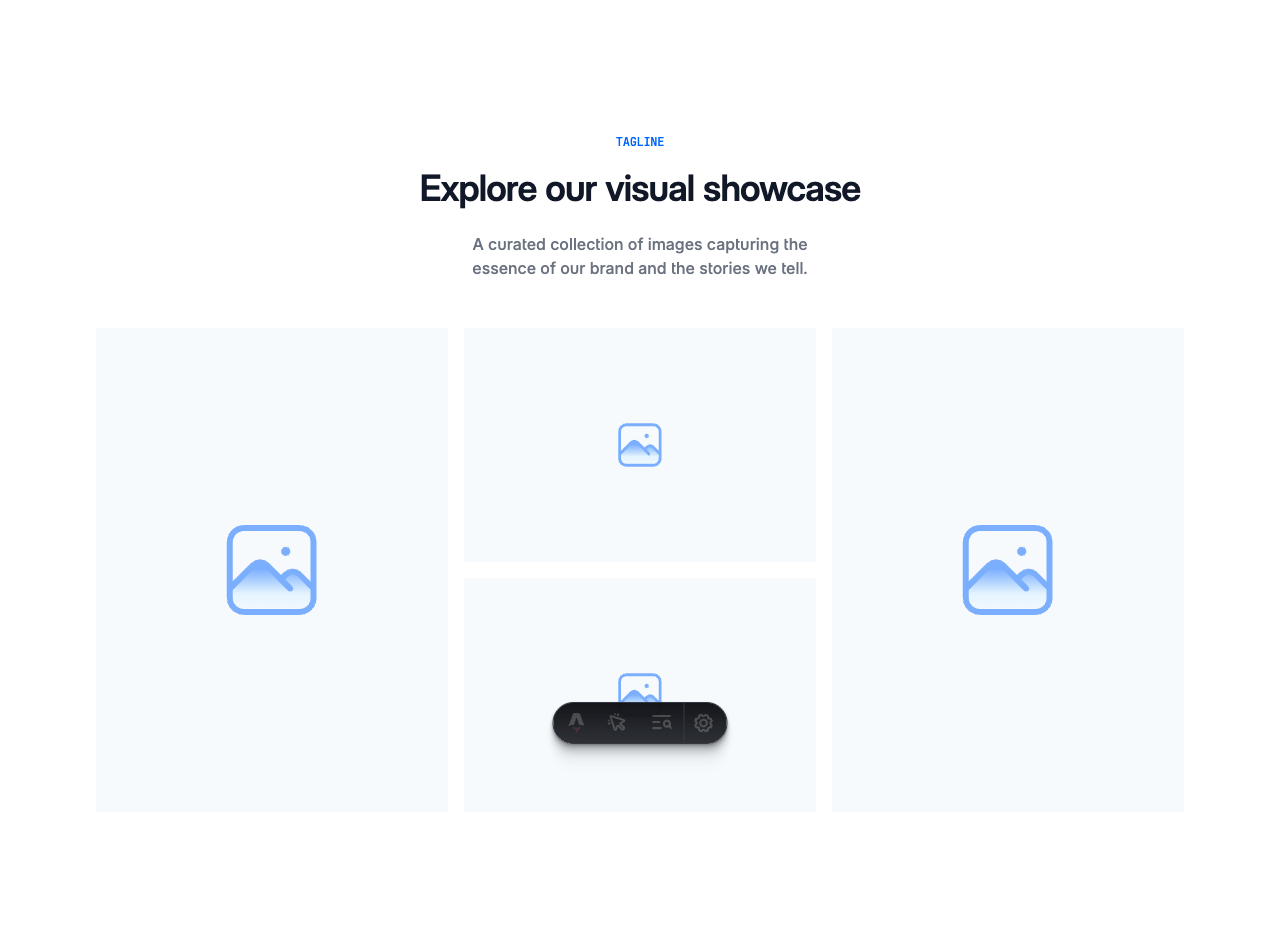 TAGLINE
Explore our visual showcase
A curated collection of images capturing the
essence of our brand and the stories we tell.